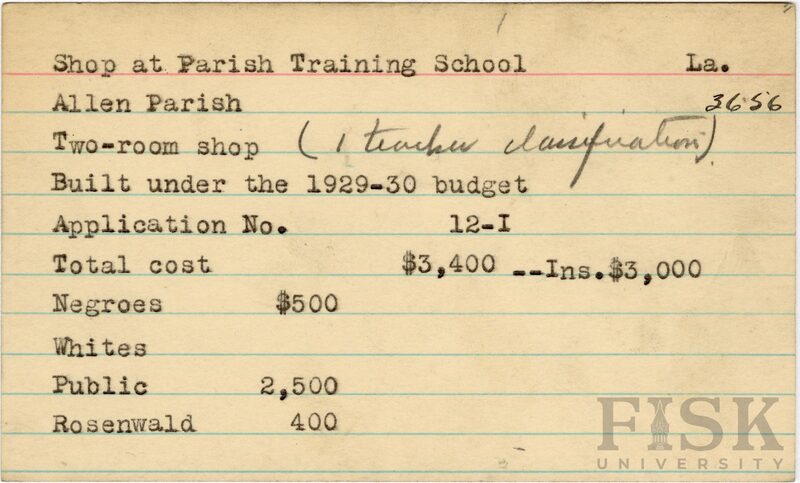 Shop at Parish Training School La.
Allen Parish 3656
Two-room shop (1 teacher classification)
Built under the 1929-30 budget
Application No. 12-I
Total cost $3,400 --Ins.$3,000
Negroes $500
Whites
Public 2,500
Rosenwald 400
FISK
UNIVERSITY